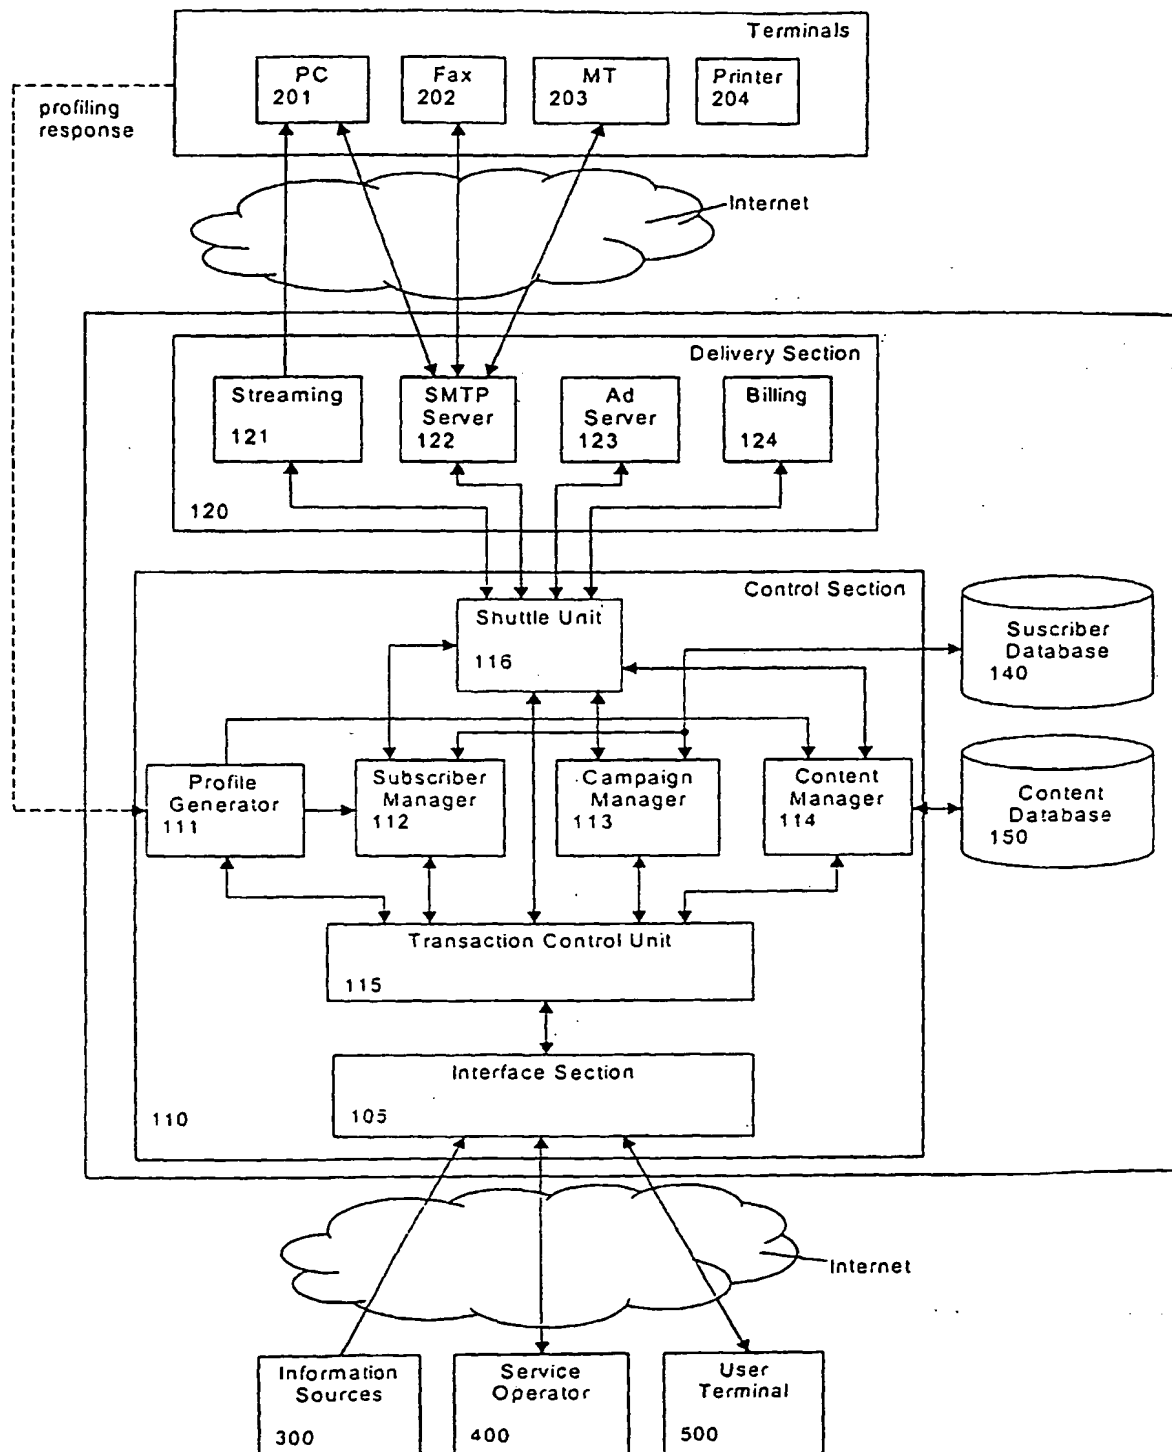 Terminals
PC
201
Fax
202
MT
203
Printer
204
profiling
response
Internet
Delivery Section
Streaming
121
SMTP
Server
122
Ad
Server
123
Billing
124
120
Control Section
Shuttle Unit
116
Suscriber
Database
140
Profile
Generator
111
Subscriber
Manager
112
Campaign
Manager
113
Content
Manager
114
Content
Database
150
Transaction Control Unit
115
Interface Section
105
110
Internet
Information
Sources
300
Service
Operator
400
User
Terminal
500